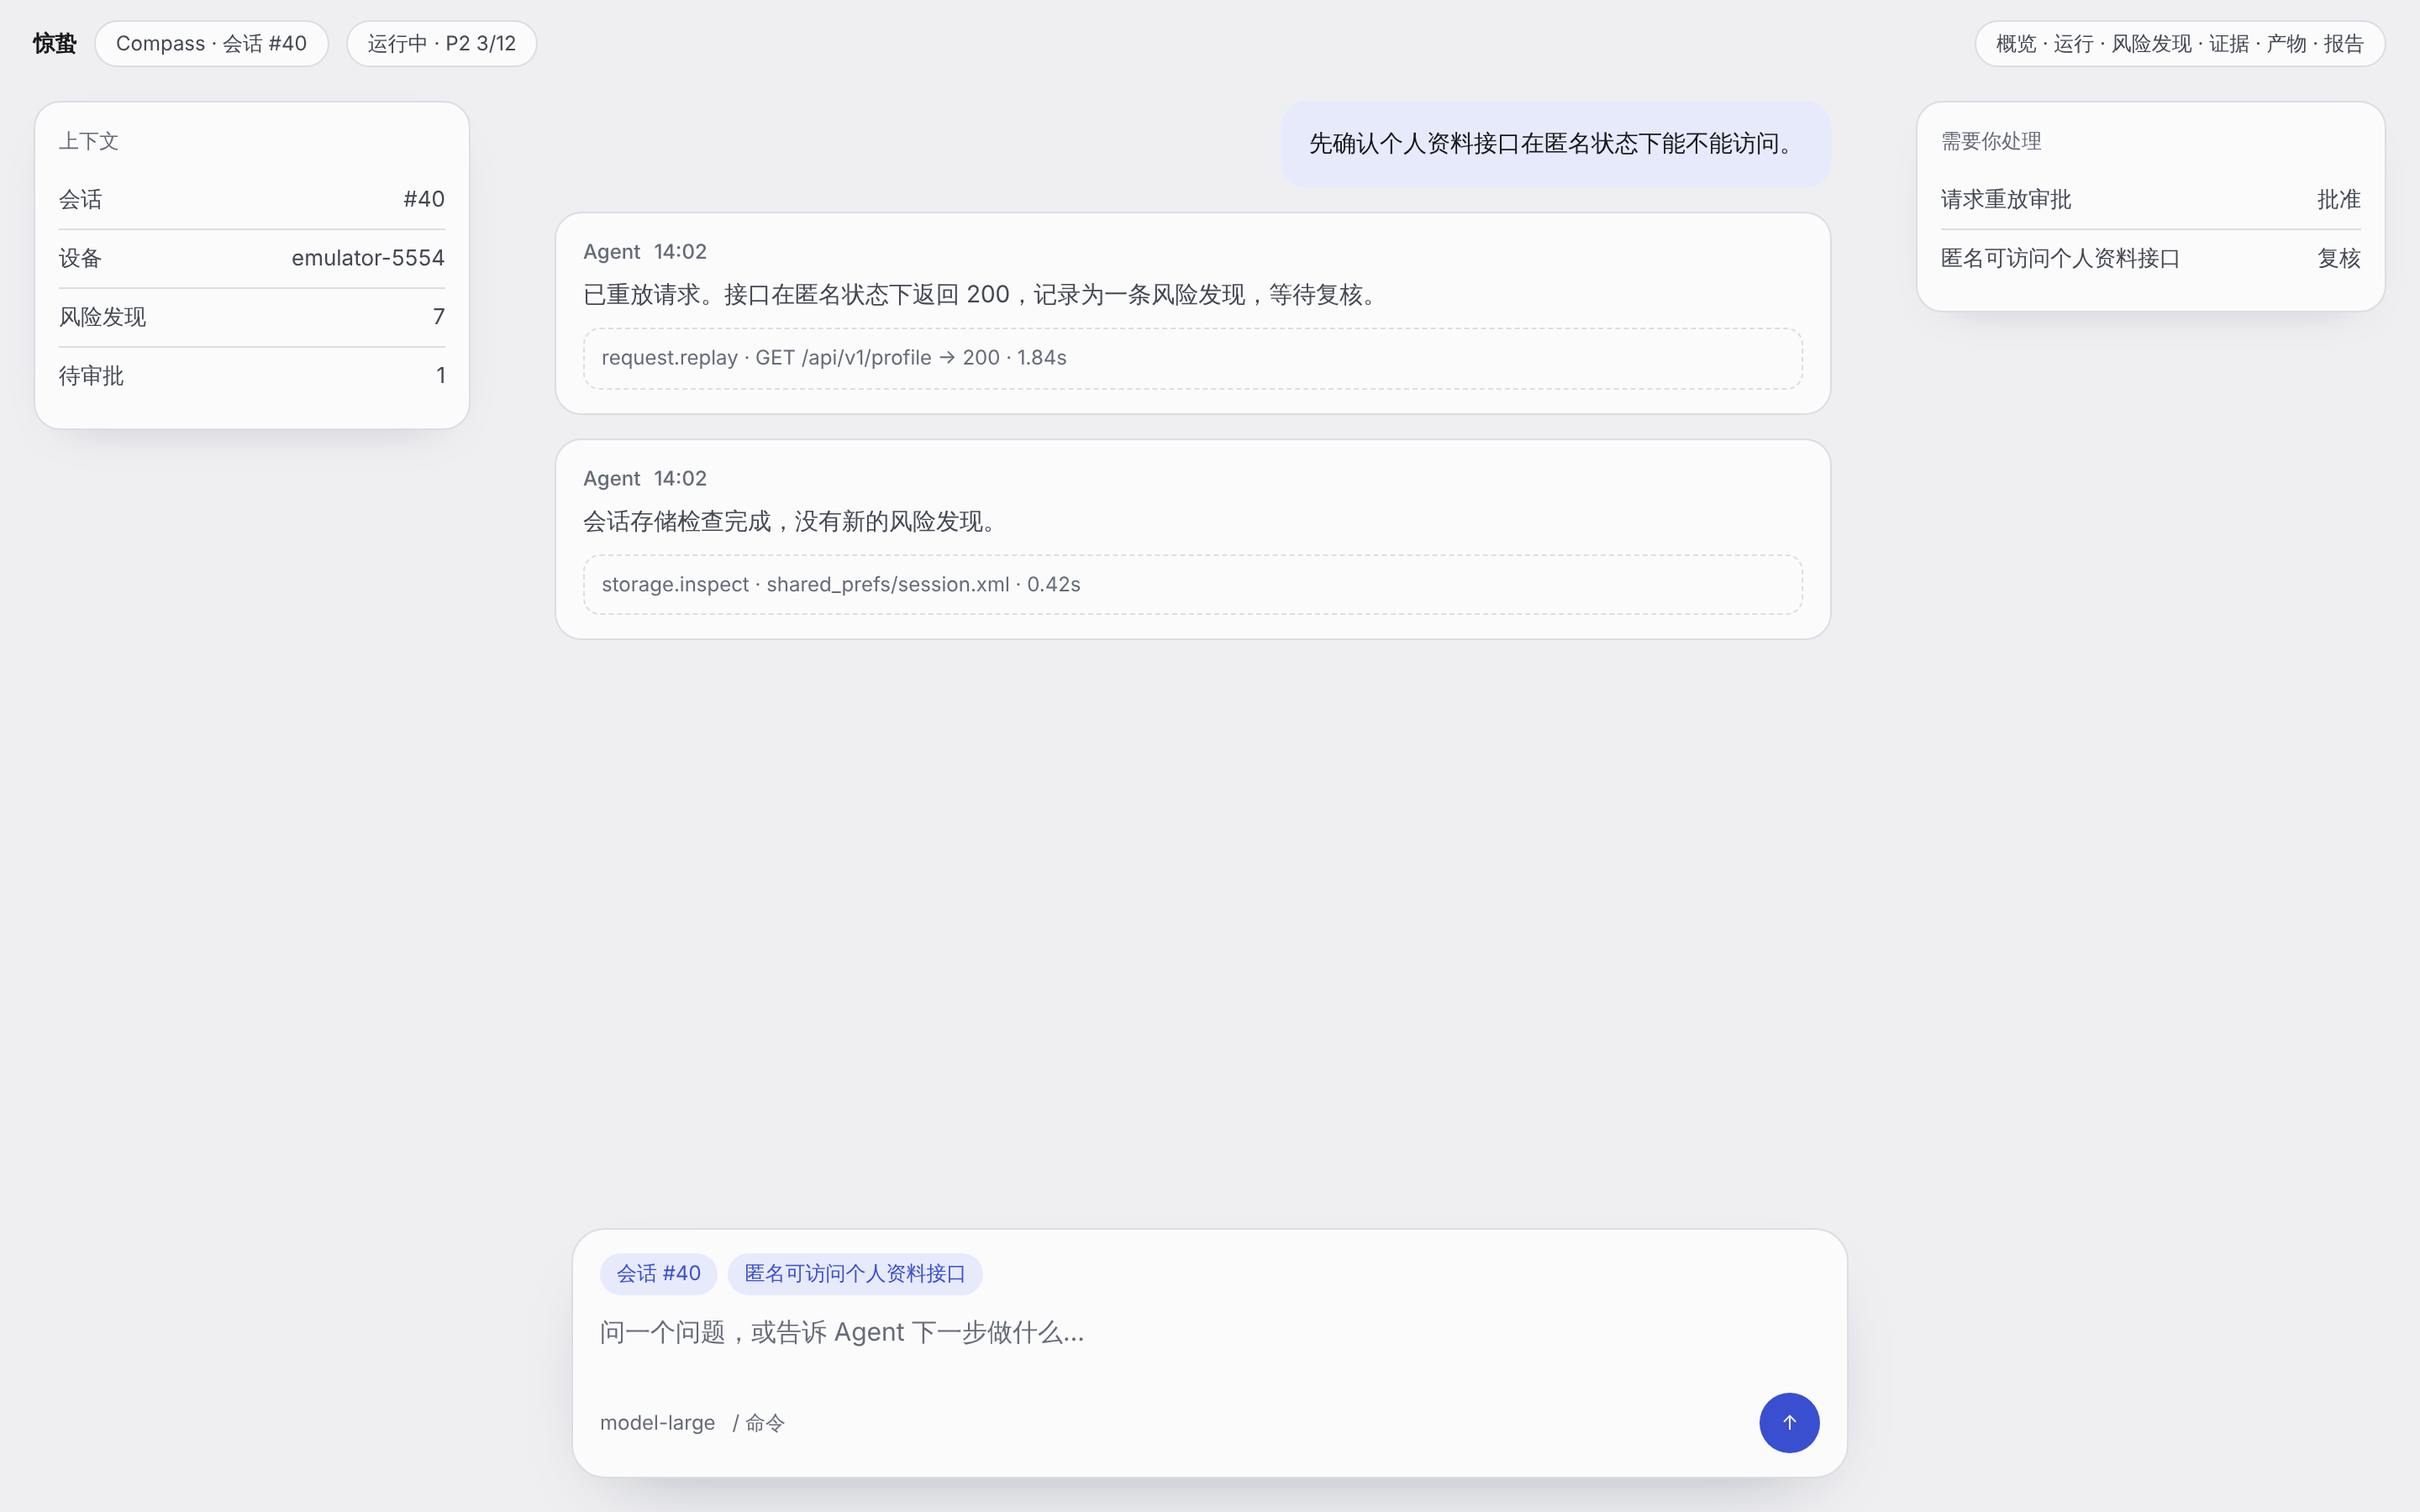 惊蛰
Compass · 会话 #40
运行中 · P2 3/12
概览 · 运行 · 风险发现 · 证据 · 产物 · 报告
上下文
会话 #40
设备 emulator-5554
风险发现 7
待审批 1
先确认个人资料接口在匿名状态下能不能访问。
Agent 14:02
已重放请求。接口在匿名状态下返回 200，记录为一条风险发现，等待复核。
request.replay · GET /api/v1/profile → 200 · 1.84s
Agent 14:02
会话存储检查完成，没有新的风险发现。
storage.inspect · shared_prefs/session.xml · 0.42s
需要你处理
请求重放审批 批准
匿名可访问个人资料接口 复核
会话 #40 匿名可访问个人资料接口
问一个问题，或告诉 Agent 下一步做什么...
model-large / 命令